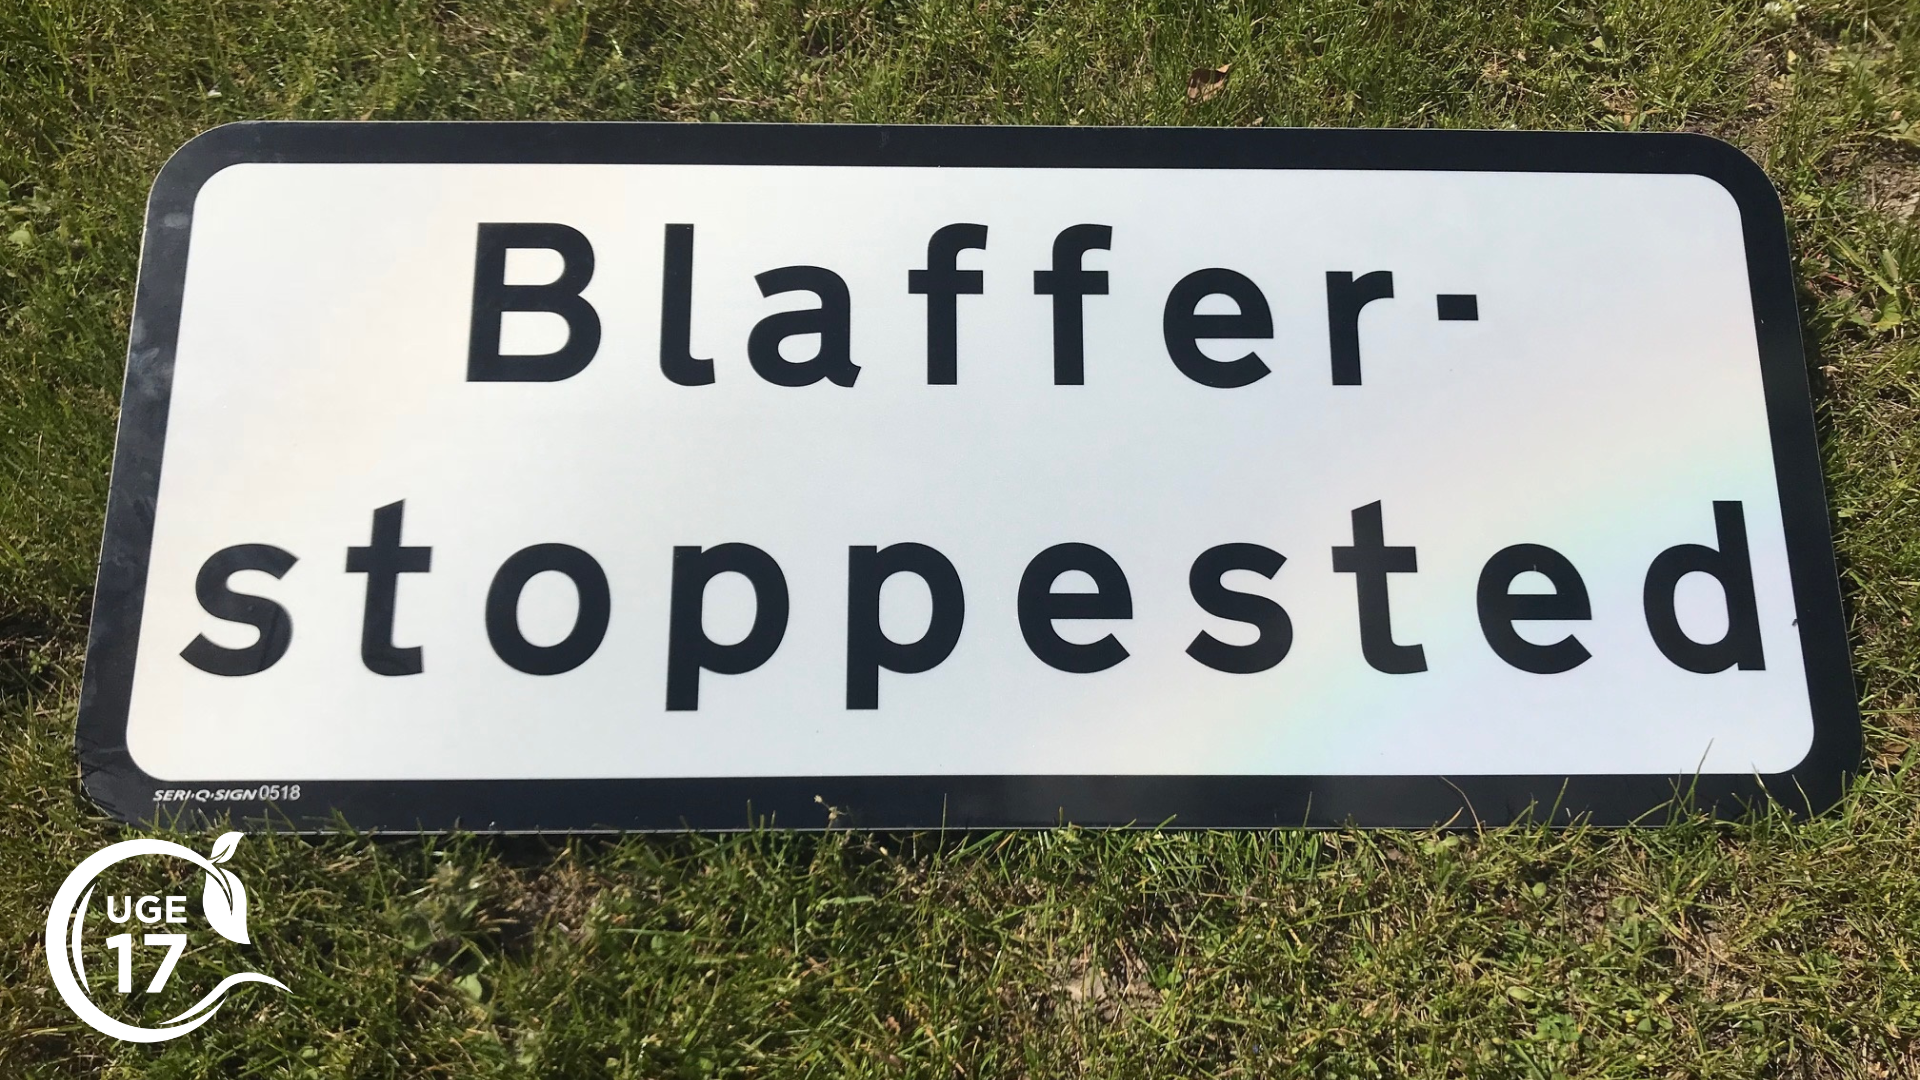 Blaffer-
stoppested
SERI·Q·SIGN 0518
UGE
17